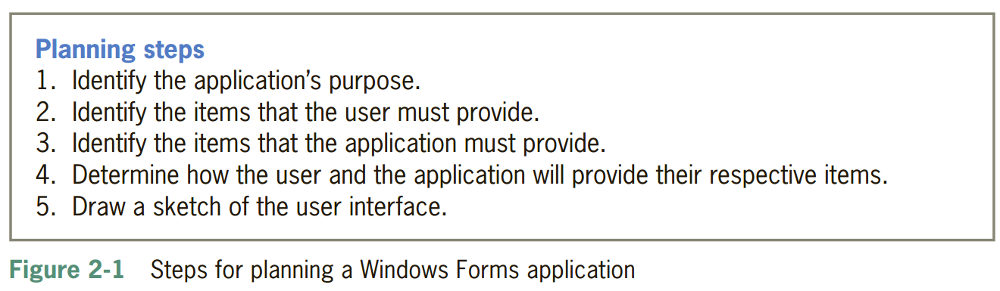 Planning steps
1. Identify the application’s purpose.
2. Identify the items that the user must provide.
3. Identify the items that the application must provide.
4. Determine how the user and the application will provide their respective items.
5. Draw a sketch of the user interface.
Figure 2-1 Steps for planning a Windows Forms application